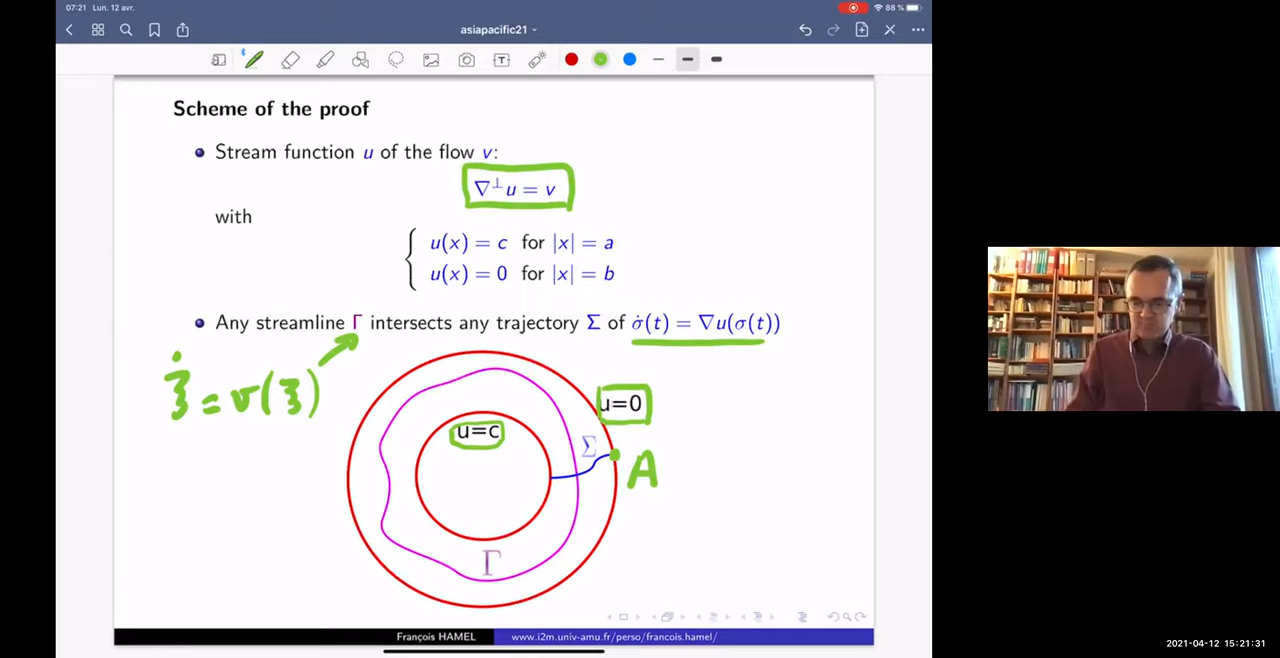 07:21 Lun. 12 avr.
88 %
asiapacific21
Scheme of the proof
Stream function u of the flow v:
∇⊥u = v
with
u(x) = c for |x| = a
u(x) = 0 for |x| = b
Any streamline Γ intersects any trajectory Σ of σ̇(t) = ∇u(σ(t))
ξ̇ = v(ξ)
u=0
u=c
Σ
A
Γ
François HAMEL
www.i2m.univ-amu.fr/perso/francois.hamel/
2021-04-12 15:21:31